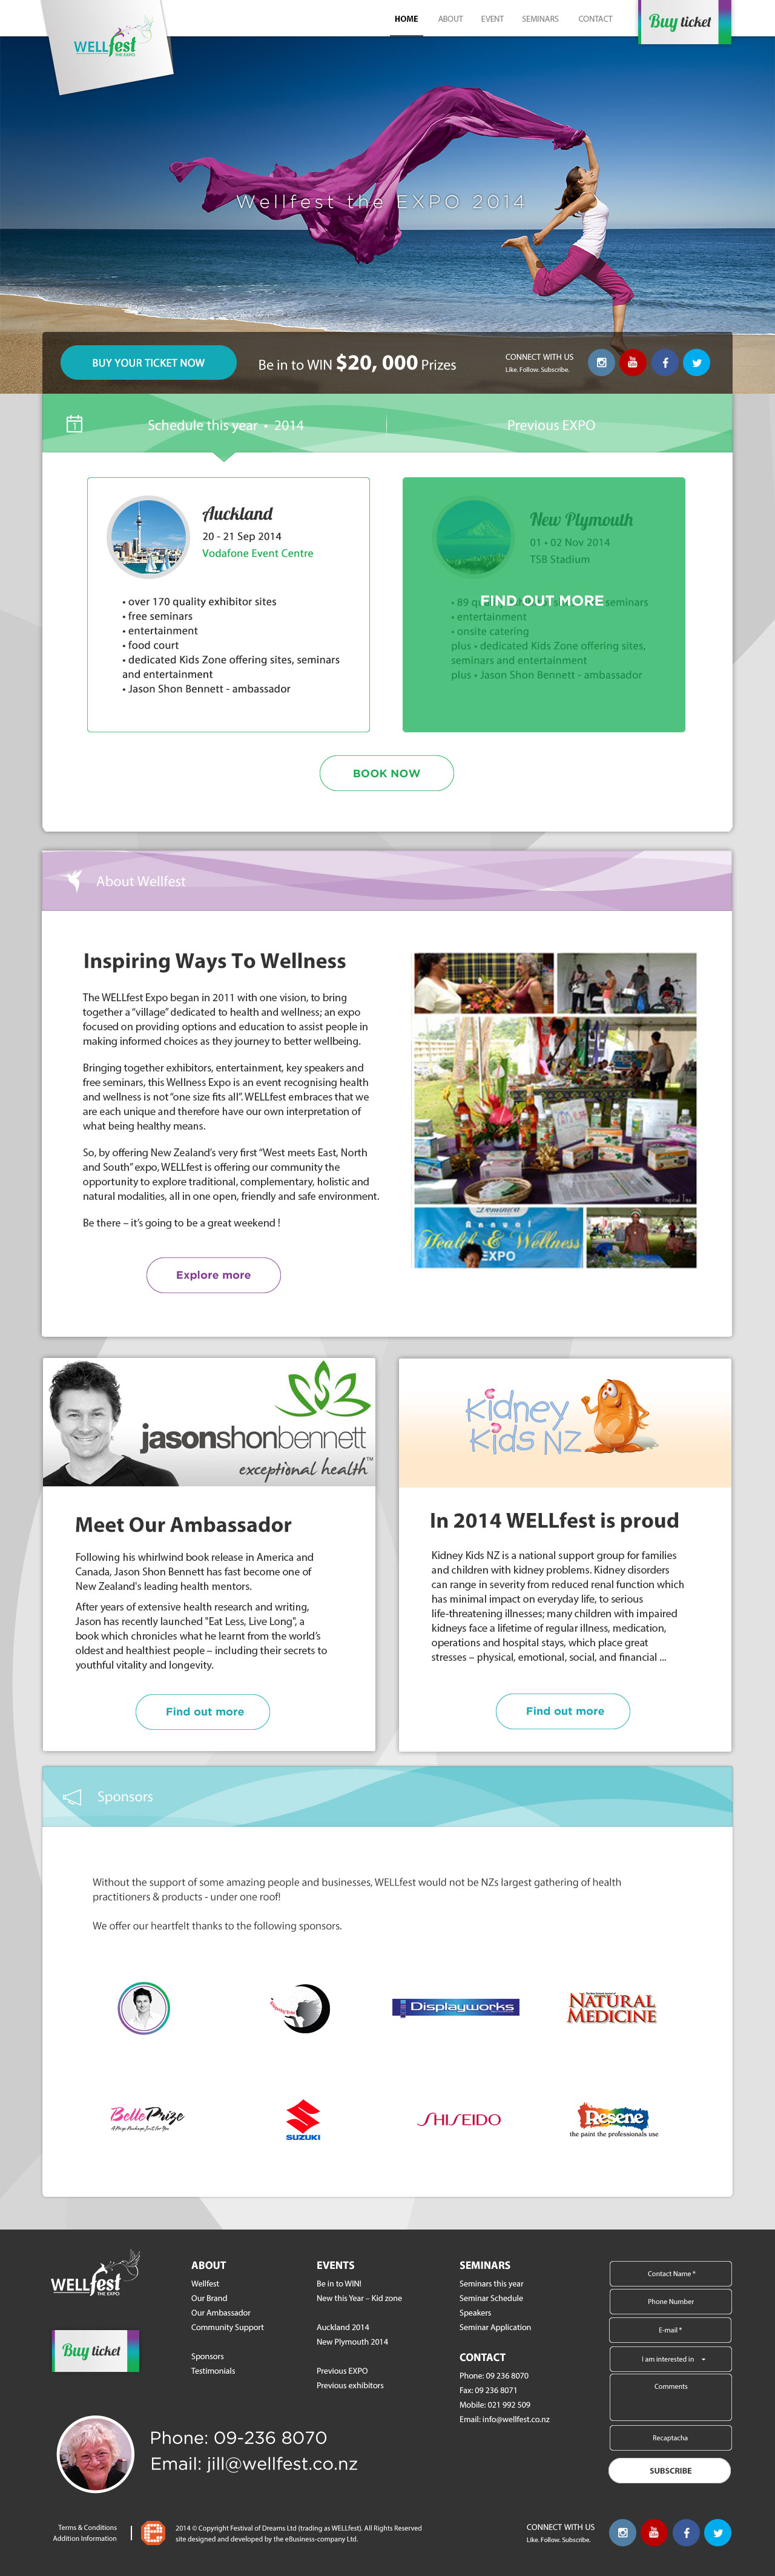 WELLfest
THE EXPO
HOME ABOUT EVENT SEMINARS CONTACT
Buy ticket
Wellfest the EXPO 2014
BUY YOUR TICKET NOW
Be in to WIN $20, 000 Prizes
CONNECT WITH US
Like. Follow. Subscribe.
You Tube
1
Schedule this year • 2014
Previous EXPO
Auckland
20 - 21 Sep 2014
Vodafone Event Centre
• over 170 quality exhibitor sites
• free seminars
• entertainment
• food court
• dedicated Kids Zone offering sites, seminars
and entertainment
• Jason Shon Bennett - ambassador
New Plymouth
01 • 02 Nov 2014
TSB Stadium
FIND OUT MORE
• 89 seminars
• entertainment
• onsite catering
plus • dedicated Kids Zone offering sites,
seminars and entertainment
plus • Jason Shon Bennett - ambassador
BOOK NOW
About Wellfest
Inspiring Ways To Wellness
The WELLfest Expo began in 2011 with one vision, to bring
together a “village” dedicated to health and wellness; an expo
focused on providing options and education to assist people in
making informed choices as they journey to better wellbeing.
Bringing together exhibitors, entertainment, key speakers and
free seminars, this Wellness Expo is an event recognising health
and wellness is not “one size fits all”. WELLfest embraces that we
are each unique and therefore have our own interpretation of
what being healthy means.
So, by offering New Zealand’s very first “West meets East, North
and South” expo, WELLfest is offering our community the
opportunity to explore traditional, complementary, holistic and
natural modalities, all in one open, friendly and safe environment.
Be there – it’s going to be a great weekend !
Explore more
© Tropical Ties
Dominica
Annual
Health & Wellness
EXPO
jasonshonbennett
exceptional health™
Meet Our Ambassador
Following his whirlwind book release in America and
Canada, Jason Shon Bennett has fast become one of
New Zealand's leading health mentors.
After years of extensive health research and writing,
Jason has recently launched "Eat Less, Live Long", a
book which chronicles what he learnt from the world’s
oldest and healthiest people – including their secrets to
youthful vitality and longevity.
Find out more
Kidney
Kids NZ
In 2014 WELLfest is proud
Kidney Kids NZ is a national support group for families
and children with kidney problems. Kidney disorders
can range in severity from reduced renal function which
has minimal impact on everyday life, to serious
life-threatening illnesses; many children with impaired
kidneys face a lifetime of regular illness, medication,
operations and hospital stays, which place great
stresses – physical, emotional, social, and financial ...
Find out more
Sponsors
Without the support of some amazing people and businesses, WELLfest would not be NZs largest gathering of health
practitioners & products - under one roof!
We offer our heartfelt thanks to the following sponsors.
Displayworks
NATURAL
MEDICINE
BellePrize
A Prize Package Just for You
SUZUKI
SHISEIDO
Resene
the paint the professionals use
WELLfest
THE EXPO
Buy ticket
ABOUT
Wellfest
Our Brand
Our Ambassador
Community Support
Sponsors
Testimonials
EVENTS
Be in to WIN!
New this Year – Kid zone
Auckland 2014
New Plymouth 2014
Previous EXPO
Previous exhibitors
SEMINARS
Seminars this year
Seminar Schedule
Speakers
Seminar Application
CONTACT
Phone: 09 236 8070
Fax: 09 236 8071
Mobile: 021 992 509
Email: info@wellfest.co.nz
Contact Name *
Phone Number
E-mail *
I am interested in
Comments
Recaptacha
SUBSCRIBE
Phone: 09-236 8070
Email: jill@wellfest.co.nz
Terms & Conditions
Addition Information
2014 © Copyright Festival of Dreams Ltd (trading as WELLfest). All Rights Reserved
site designed and developed by the eBusiness-company Ltd.
CONNECT WITH US
Like. Follow. Subscribe.
You Tube